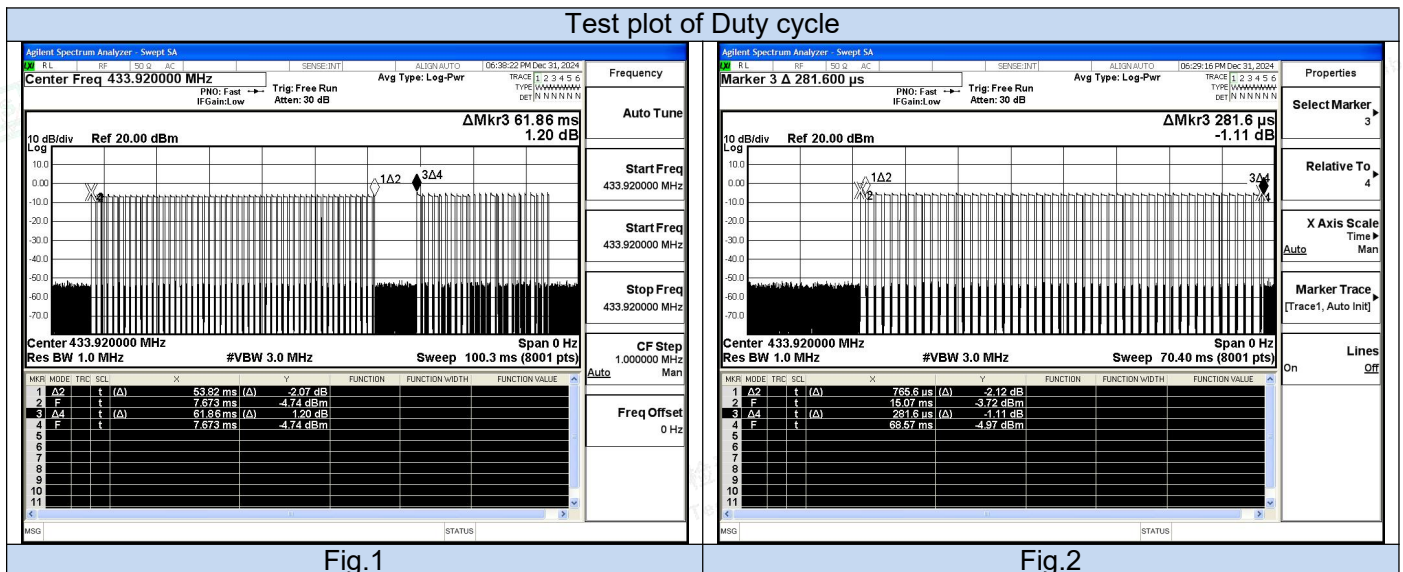 Test plot of Duty cycle
Agilent Spectrum Analyzer - Swept SA
RL RF 50 Ω AC SENSE:INT ALIGN AUTO 06:38:22 PM Dec 31, 2024
Center Freq 433.920000 MHz
Avg Type: Log-Pwr
TRACE 1 2 3 4 5 6
PNO: Fast Trig: Free Run
TYPE WWWWWW
IFGain:Low Atten: 30 dB
DET N N N N N N
ΔMkr3 61.86 ms
1.20 dB
10 dB/div Ref 20.00 dBm
Log
10.0
0.00
-10.0
-20.0
-30.0
-40.0
-50.0
-60.0
-70.0
1Δ2
3Δ4
Center 433.920000 MHz Span 0 Hz
Res BW 1.0 MHz #VBW 3.0 MHz Sweep 100.3 ms (8001 pts)
MKR MODE TRC SCL X Y FUNCTION FUNCTION WIDTH FUNCTION VALUE
1 Δ2 t (Δ) 53.82 ms (Δ) -2.07 dB
2 F t 7.673 ms -4.74 dBm
3 Δ4 t (Δ) 61.86 ms (Δ) 1.20 dB
4 F t 7.673 ms -4.74 dBm
5
6
7
8
9
10
11
MSG STATUS
Frequency
Auto Tune
Start Freq
433.920000 MHz
Start Freq
433.920000 MHz
Stop Freq
433.920000 MHz
CF Step
1.000000 MHz
Auto Man
Freq Offset
0 Hz
Fig.1
Agilent Spectrum Analyzer - Swept SA
RL RF 50 Ω AC SENSE:INT ALIGN AUTO 06:29:16 PM Dec 31, 2024
Marker 3 Δ 281.600 µs
Avg Type: Log-Pwr
TRACE 1 2 3 4 5 6
PNO: Fast Trig: Free Run
TYPE WWWWWW
IFGain:Low Atten: 30 dB
DET N N N N N N
ΔMkr3 281.6 µs
-1.11 dB
10 dB/div Ref 20.00 dBm
Log
10.0
0.00
-10.0
-20.0
-30.0
-40.0
-50.0
-60.0
-70.0
1Δ2
2
3Δ4
4
Center 433.920000 MHz Span 0 Hz
Res BW 1.0 MHz #VBW 3.0 MHz Sweep 70.40 ms (8001 pts)
MKR MODE TRC SCL X Y FUNCTION FUNCTION WIDTH FUNCTION VALUE
1 Δ2 t (Δ) 765.6 µs (Δ) -2.12 dB
2 F t 15.07 ms -3.72 dBm
3 Δ4 t (Δ) 281.6 µs (Δ) -1.11 dB
4 F t 68.57 ms -4.97 dBm
5
6
7
8
9
10
11
MSG STATUS
Properties
Select Marker
3
Relative To
4
X Axis Scale
Time
Auto Man
Marker Trace
[Trace1, Auto Init]
Lines
On Off
Fig.2